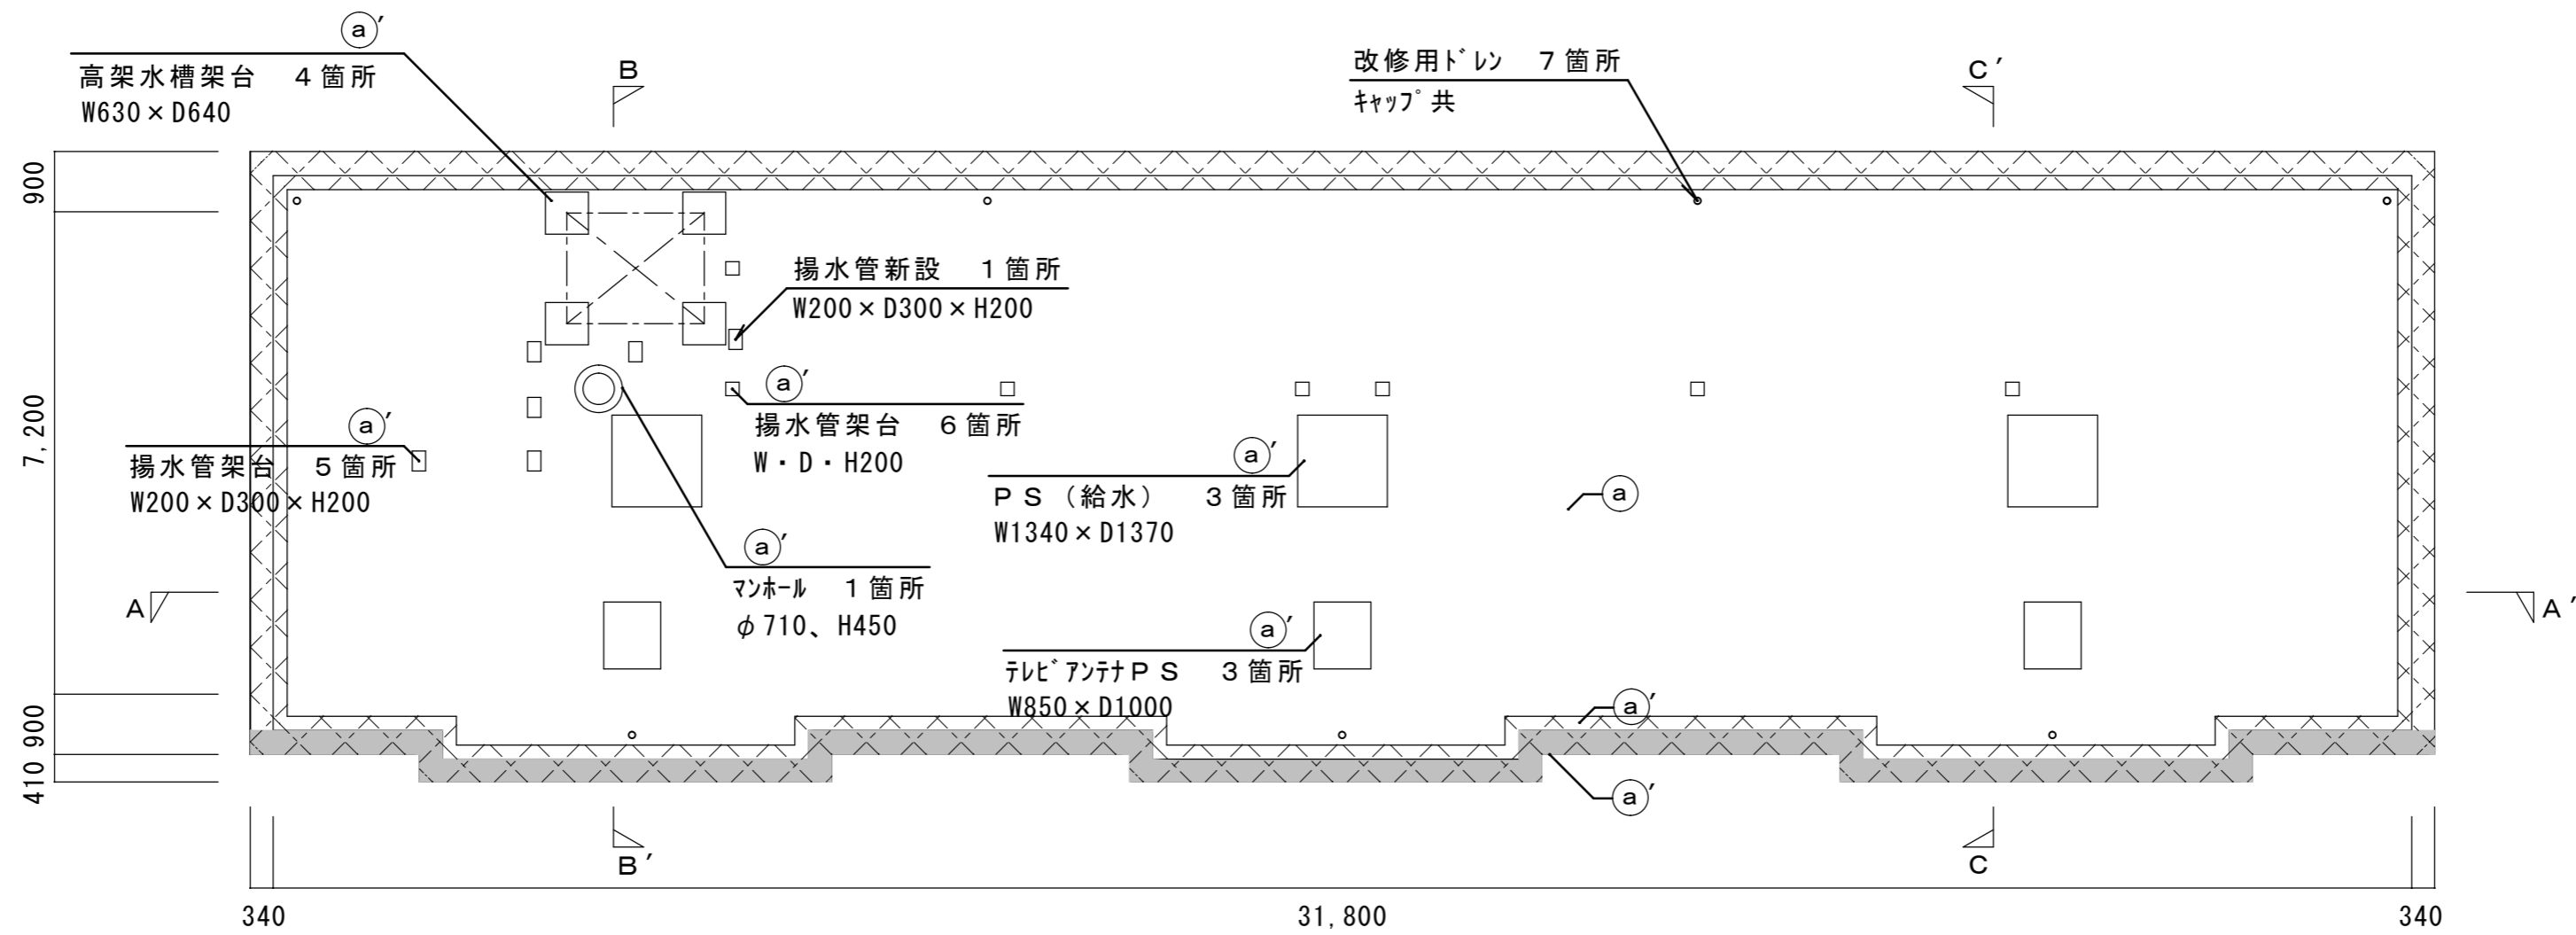 ⓐ′
高架水槽架台　４箇所
W630×D640
B
改修用ﾄﾞﾚﾝ　７箇所
ｷｬｯﾌﾟ共
C′
900
揚水管新設　１箇所
W200×D300×H200
ⓐ′
揚水管架台　６箇所
W・D・H200
7,200
ⓐ′
揚水管架台　５箇所
W200×D300×H200
ⓐ′
ＰＳ（給水）　３箇所
W1340×D1370
ⓐ
ⓐ′
ﾏﾝﾎｰﾙ　１箇所
φ710、H450
A
A′
ⓐ′
ﾃﾚﾋﾞｱﾝﾃﾅＰＳ　３箇所
W850×D1000
ⓐ′
900
410
ⓐ′
B′
C
340
31,800
340